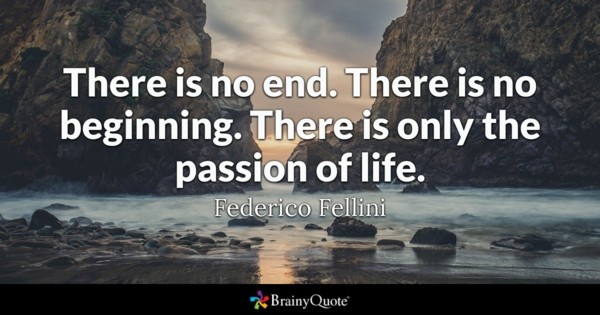 There is no end. There is no
beginning. There is only the
passion of life.
Federico Fellini
BrainyQuote